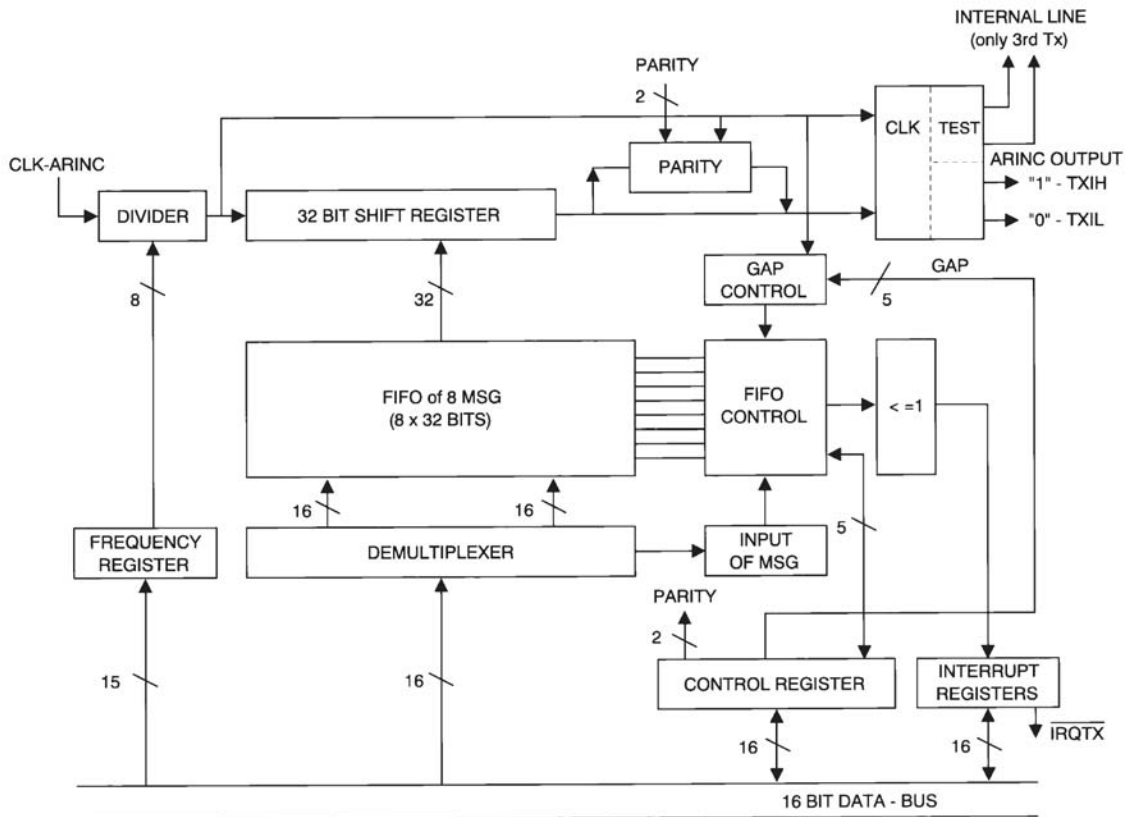 INTERNAL LINE
(only 3rd Tx)
PARITY
2
CLK
TEST
CLK-ARINC
PARITY
ARINC OUTPUT
"1" - TXIH
DIVIDER
32 BIT SHIFT REGISTER
"0" - TXIL
GAP
CONTROL
GAP
5
8
32
FIFO of 8 MSG
(8 x 32 BITS)
FIFO
CONTROL
< =1
16
16
5
FREQUENCY
REGISTER
DEMULTIPLEXER
INPUT
OF MSG
PARITY
2
15
16
CONTROL REGISTER
INTERRUPT
REGISTERS
IRQTX
16
16
16 BIT DATA - BUS